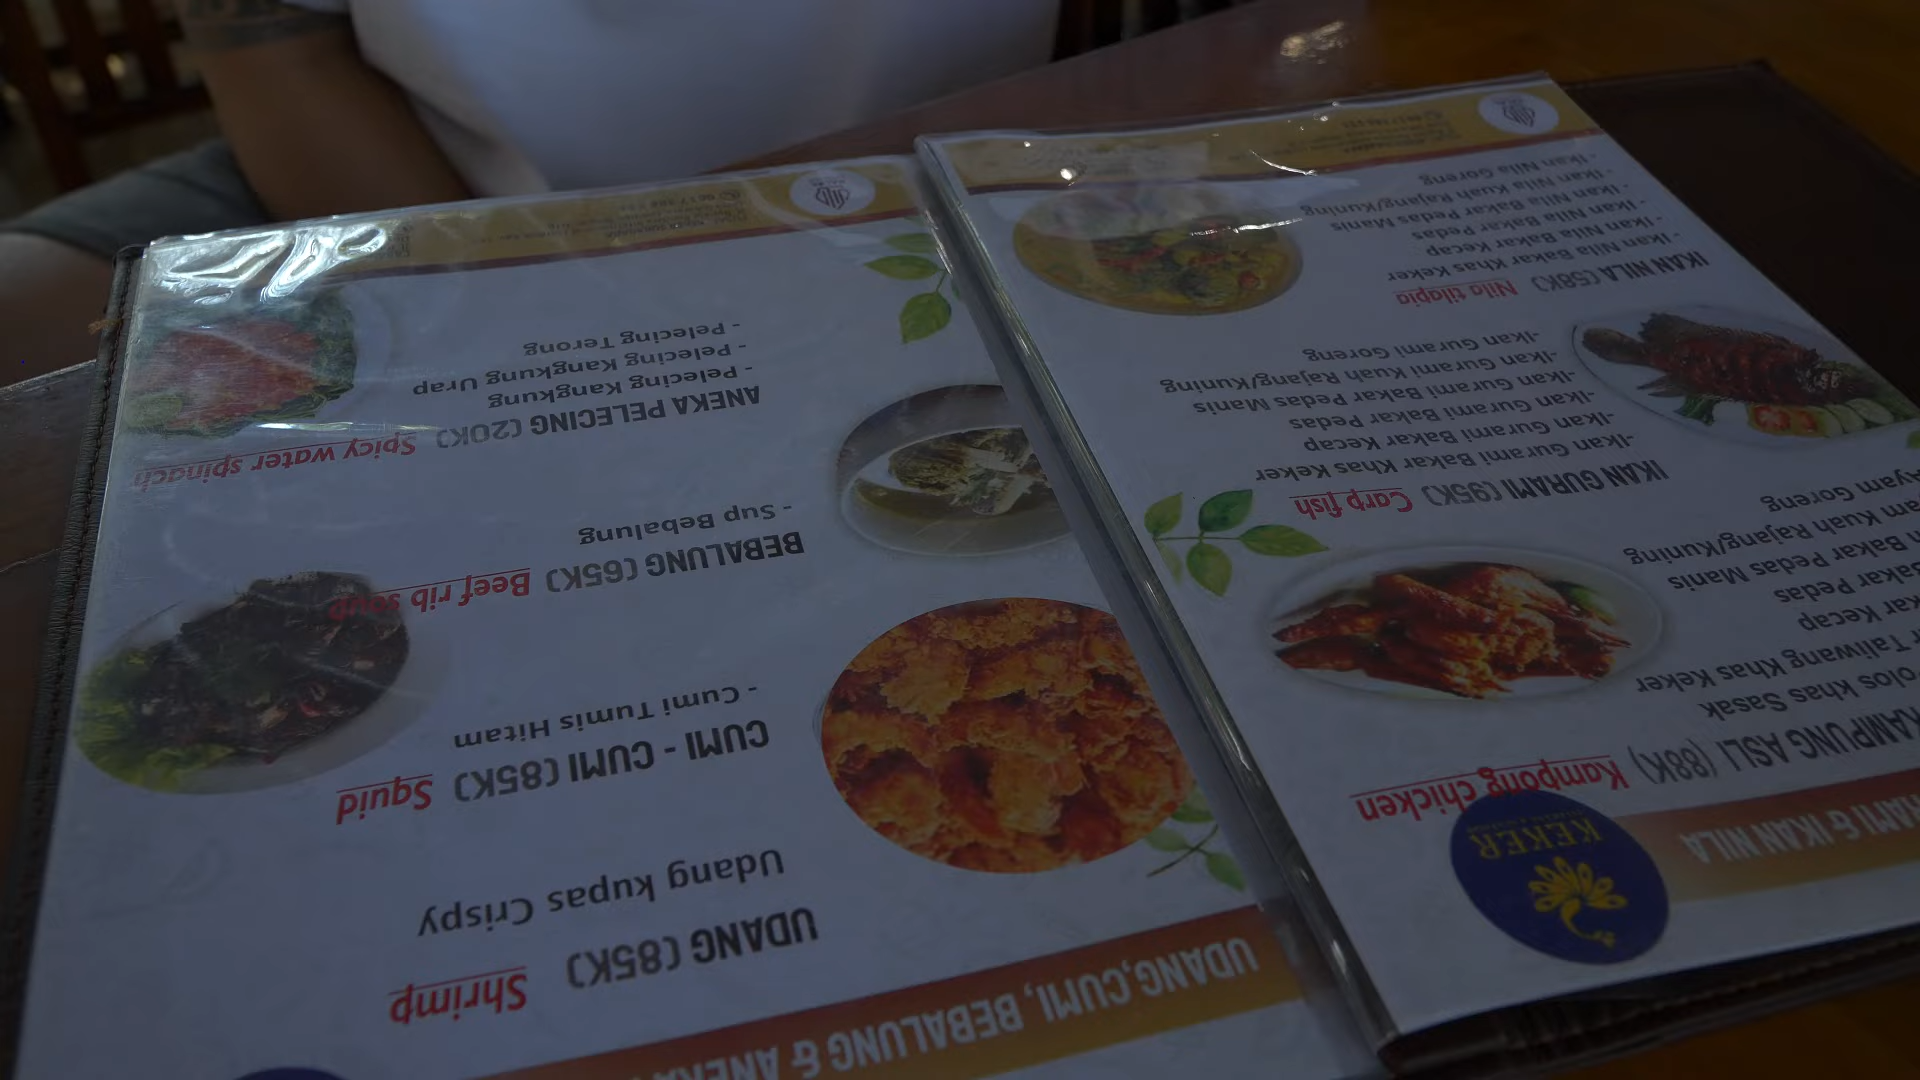 UDANG,CUMI, BEBALUNG & ANEKA
UDANG (85K) Shrimp
Udang kupas Crispy
CUMI - CUMI (85K) Squid
- Cumi Tumis Hitam
BEBALUNG (65K) Beef rib soup
- Sup Bebalung
ANEKA PELECING (20K) Spicy water spinach
- Pelecing Kangkung
- Pelecing Kangkung Urap
- Pelecing Terong
KEKER
& IKAN NILA
KAMPUNG ASLI (88K) Kampong chicken
khas Sasak
Taliwang Khas Keker
Bakar Kecap
Bakar Pedas
Bakar Pedas Manis
Kuah Rajang/Kuning
Ayam Goreng
IKAN GURAMI (95K) Carp fish
-Ikan Gurami Bakar Khas Keker
-Ikan Gurami Bakar Kecap
-Ikan Gurami Bakar Pedas
-Ikan Gurami Bakar Pedas Manis
-Ikan Gurami Kuah Rajang/Kuning
-Ikan Gurami Goreng
IKAN NILA (58K) Nila tilapia
-Ikan Nila Bakar Khas Keker
-Ikan Nila Bakar Kecap
-Ikan Nila Bakar Pedas
-Ikan Nila Bakar Pedas Manis
-Ikan Nila Kuah Rajang/Kuning
-Ikan Nila Goreng